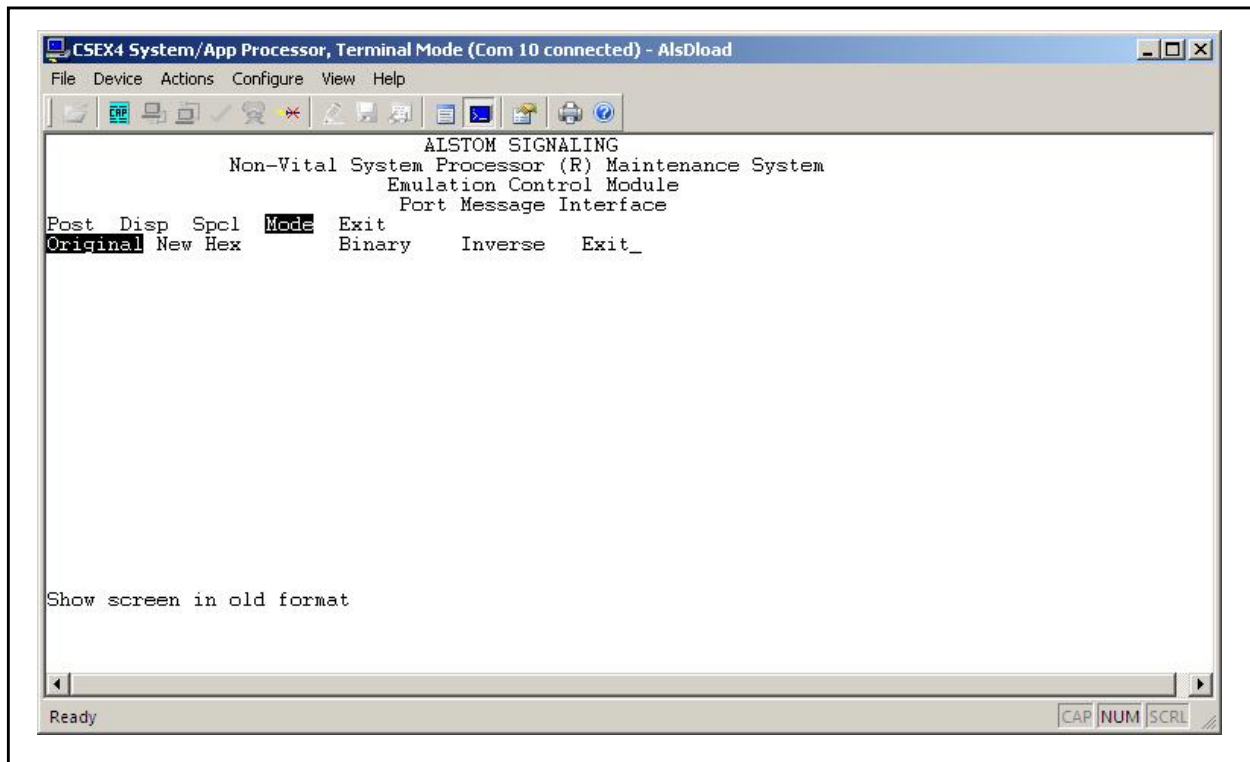 CSEX4 System/App Processor, Terminal Mode (Com 10 connected) - AlsDload
File Device Actions Configure View Help
CAP
ALSTOM SIGNALING
Non-Vital System Processor (R) Maintenance System
Emulation Control Module
Port Message Interface
Post Disp Spcl Mode Exit
Original New Hex Binary Inverse Exit_
Show screen in old format
Ready CAP NUM SCRL